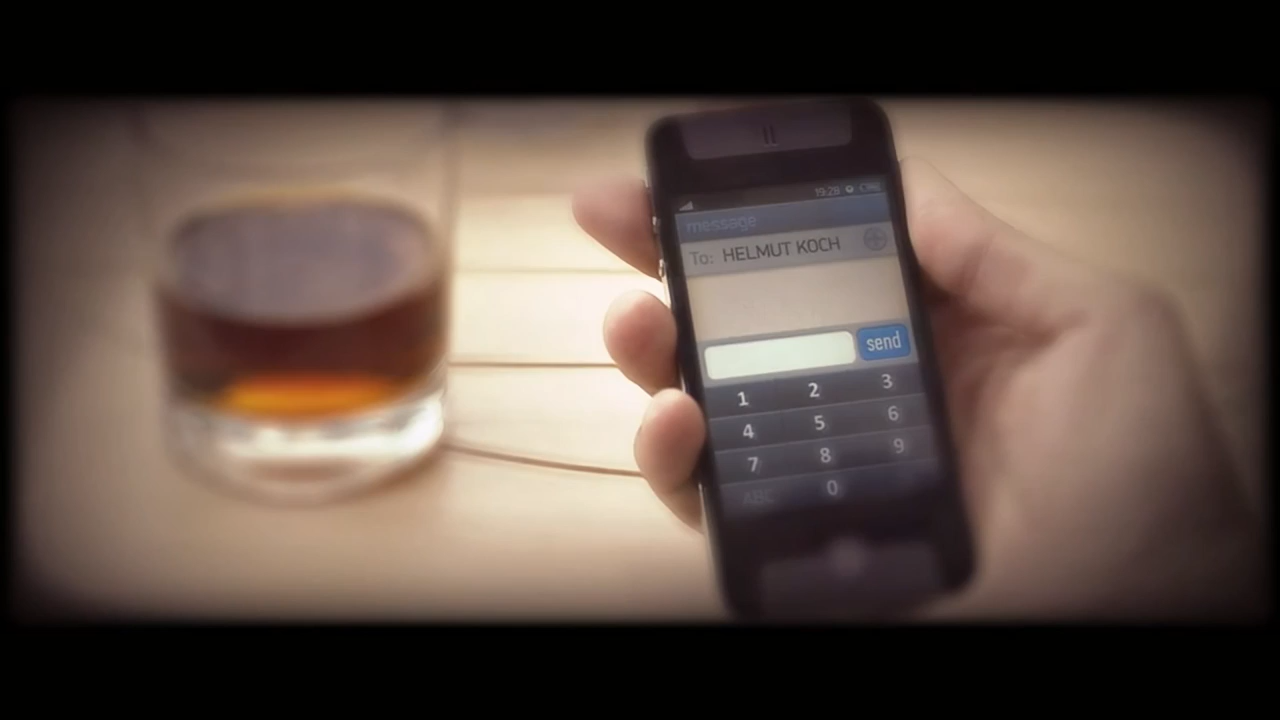 19:28
message
To: HELMUT KOCH
send
1 2 3
4 5 6
7 8 9
ABC 0